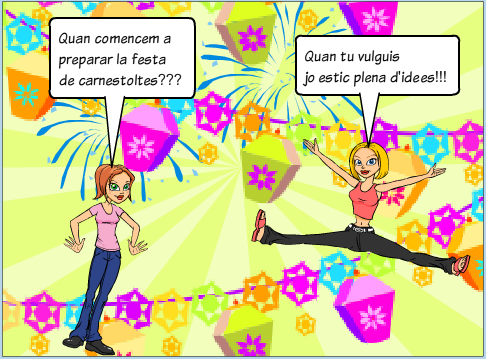 Quan comencem a
preparar la festa
de carnestoltes???
Quan tu vulguis
jo estic plena d'idees!!!